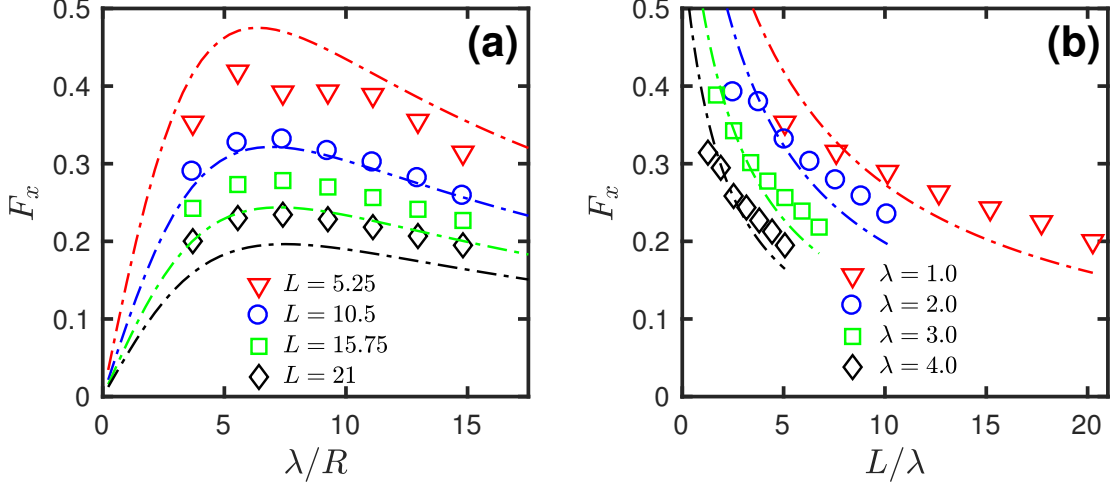 (a)
0.5
0.4
0.3
0.2
0.1
0
F_x
L = 5.25
L = 10.5
L = 15.75
L = 21
0 5 10 15
λ/R
(b)
0.5
0.4
0.3
0.2
0.1
0
F_x
λ = 1.0
λ = 2.0
λ = 3.0
λ = 4.0
0 5 10 15 20
L/λ